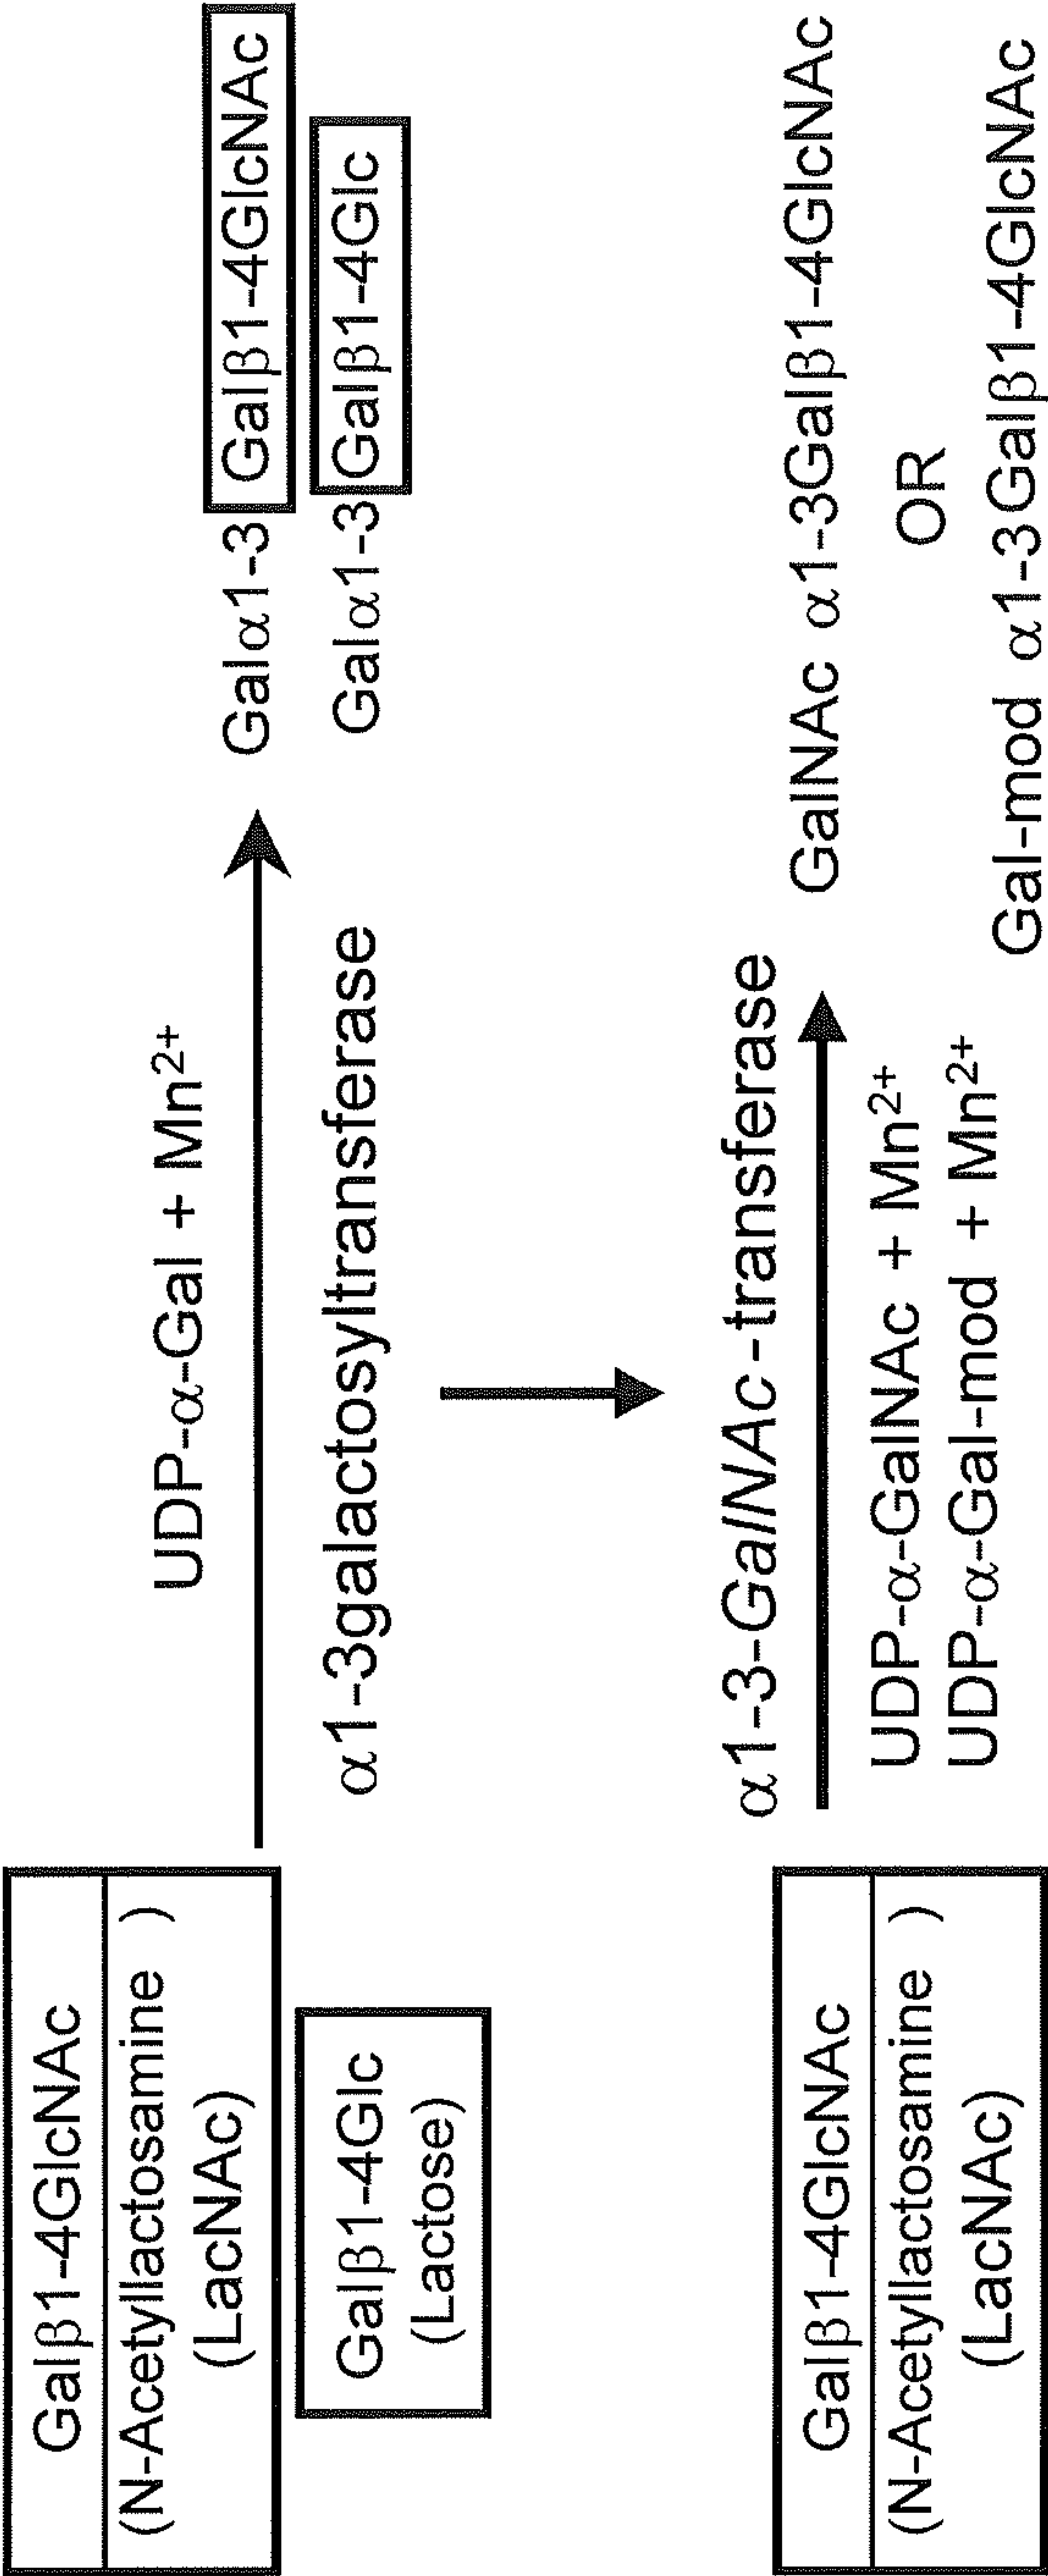 Galβ1-4GlcNAc
(N-Acetyllactosamine )
(LacNAc)
Galβ1-4Glc
(Lactose)
UDP-α-Gal + Mn²⁺
α1-3galactosyltransferase
Galα1-3 Galβ1-4GlcNAc
Galα1-3 Galβ1-4Glc
Galβ1-4GlcNAc
(N-Acetyllactosamine )
(LacNAc)
α1-3-GalNAc-transferase
UDP-α-GalNAc + Mn²⁺
UDP-α-Gal-mod + Mn²⁺
GalNAc α1-3Galβ1-4GlcNAc
OR
Gal-mod α1-3Galβ1-4GlcNAc